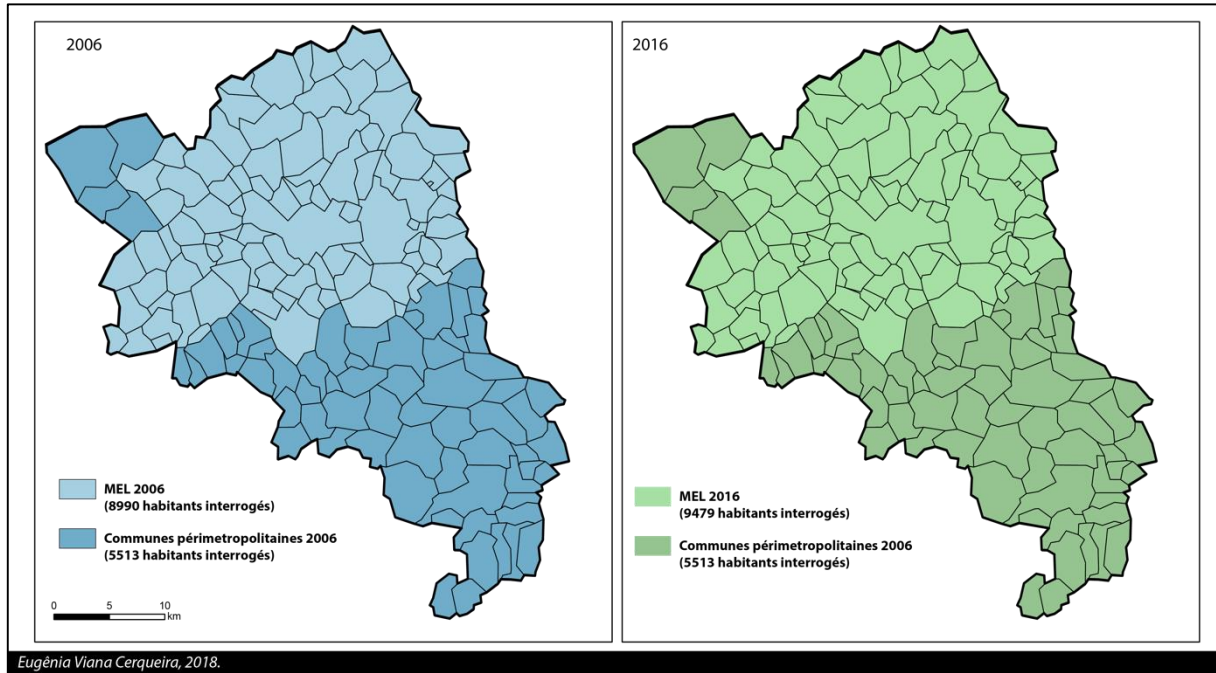 2006
MEL 2006
(8990 habitants interrogés)
Communes périmetropolitaines 2006
(5513 habitants interrogés)
0 5 10
km
2016
MEL 2016
(9479 habitants interrogés)
Communes périmetropolitaines 2006
(5513 habitants interrogés)
Eugênia Viana Cerqueira, 2018.